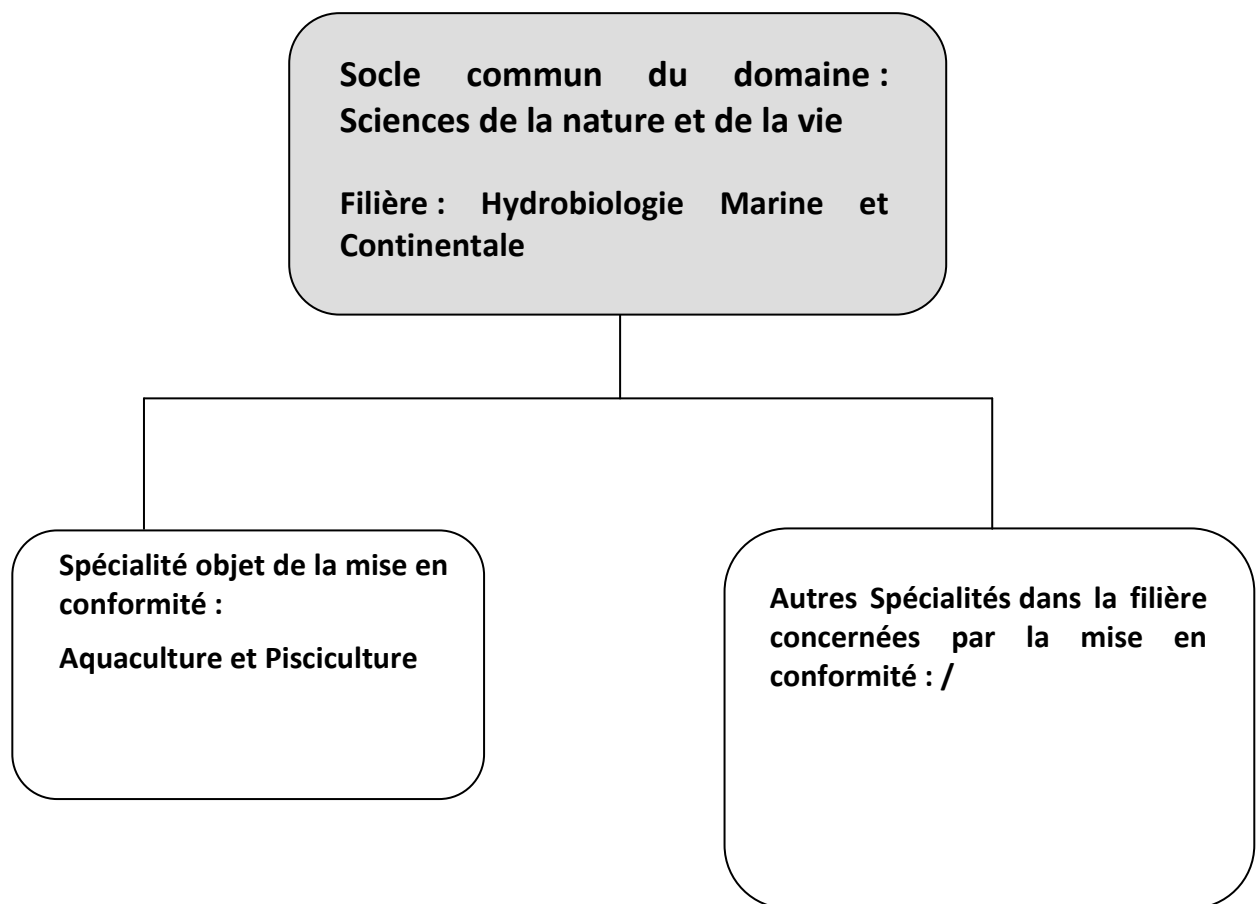 Socle commun du domaine :
Sciences de la nature et de la vie
Filière : Hydrobiologie Marine et
Continentale
Spécialité objet de la mise en
conformité :
Aquaculture et Pisciculture
Autres Spécialités dans la filière
concernées par la mise en
conformité : /